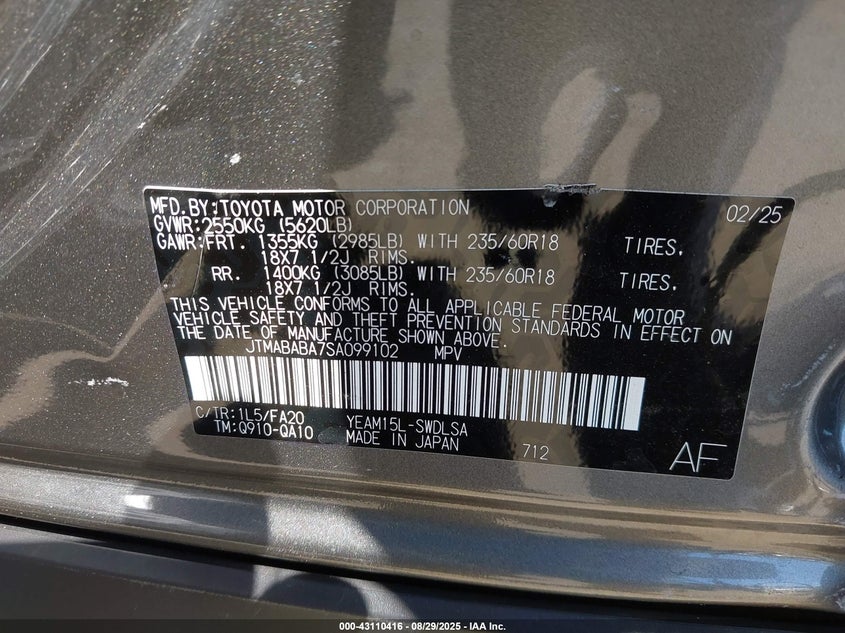 MFD.BY:TOYOTA MOTOR CORPORATION 02/25
GVWR:2550KG (5620LB)
GAWR:FRT. 1355KG (2985LB) WITH 235/60R18 TIRES,
18X7 1/2J RIMS.
RR. 1400KG (3085LB) WITH 235/60R18 TIRES,
18X7 1/2J RIMS.
THIS VEHICLE CONFORMS TO ALL APPLICABLE FEDERAL MOTOR
VEHICLE SAFETY AND THEFT PREVENTION STANDARDS IN EFFECT ON
THE DATE OF MANUFACTURE SHOWN ABOVE.
JTMABABA7SA099102 MPV
C/TR:1L5/FA20 YEAM15L-SWDLSA
TM:Q910-QA10 MADE IN JAPAN 712 AF
000-43110416 - 08/29/2025 - IAA Inc.